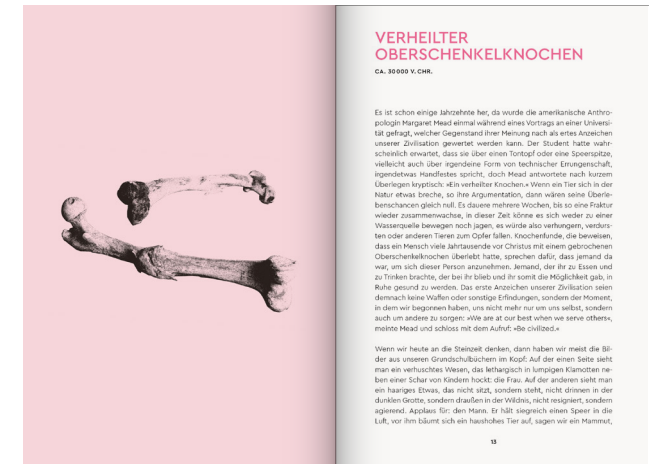 VERHEILTER
OBERSCHENKELKNOCHEN
CA. 30000 V. CHR.
Es ist schon einige Jahrzehnte her, da wurde die amerikanische Anthro-
pologin Margaret Mead einmal während eines Vortrags an einer Universi-
tät gefragt, welcher Gegenstand ihrer Meinung nach als ertes Anzeichen
unserer Zivilisation gewertet werden kann. Der Student hatte wahr-
scheinlich erwartet, dass sie über einen Tontopf oder eine Speerspitze,
vielleicht auch über irgendeine Form von technischer Errungenschaft,
irgendetwas Handfestes spricht, doch Mead antwortete nach kurzem
Überlegen kryptisch: »Ein verheilter Knochen.« Wenn ein Tier sich in der
Natur etwas breche, so ihre Argumentation, dann wären seine Überle-
benschancen gleich null. Es dauere mehrere Wochen, bis so eine Fraktur
wieder zusammenwachse, in dieser Zeit könne es sich weder zu einer
Wasserquelle bewegen noch jagen, es würde also verhungern, verdurs-
ten oder anderen Tieren zum Opfer fallen. Knochenfunde, die beweisen,
dass ein Mensch viele Jahrtausende vor Christus mit einem gebrochenen
Oberschenkelknochen überlebt hatte, sprechen dafür, dass jemand da
war, um sich dieser Person anzunehmen. Jemand, der ihr zu Essen und
zu Trinken brachte, der bei ihr blieb und ihr somit die Möglichkeit gab, in
Ruhe gesund zu werden. Das erste Anzeichen unserer Zivilisation seien
demnach keine Waffen oder sonstige Erfindungen, sondern der Moment,
in dem wir begonnen haben, uns nicht mehr nur um uns selbst, sondern
auch um andere zu sorgen: »We are at our best when we serve others«,
meinte Mead und schloss mit dem Aufruf: »Be civilized.«
Wenn wir heute an die Steinzeit denken, dann haben wir meist die Bil-
der aus unseren Grundschulbüchern im Kopf: Auf der einen Seite sieht
man ein verhuschtes Wesen, das lethargisch in lumpigen Klamotten ne-
ben einer Schar von Kindern hockt: die Frau. Auf der anderen sieht man
ein haariges Etwas, das nicht sitzt, sondern steht, nicht drinnen in der
dunklen Grotte, sondern draußen in der Wildnis, nicht resigniert, sondern
agierend. Applaus für: den Mann. Er hält siegreich einen Speer in die
Luft, vor ihm bäumt sich ein haushohes Tier auf, sagen wir ein Mammut,
13